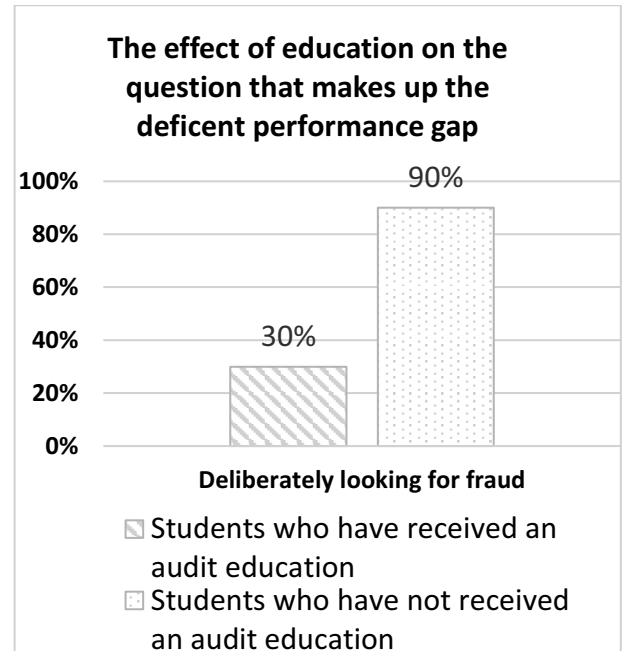 The effect of education on the
question that makes up the
deficent performance gap
100%
90%
80%
60%
40%
30%
20%
0%
Deliberately looking for fraud
Students who have received an
audit education
Students who have not received
an audit education